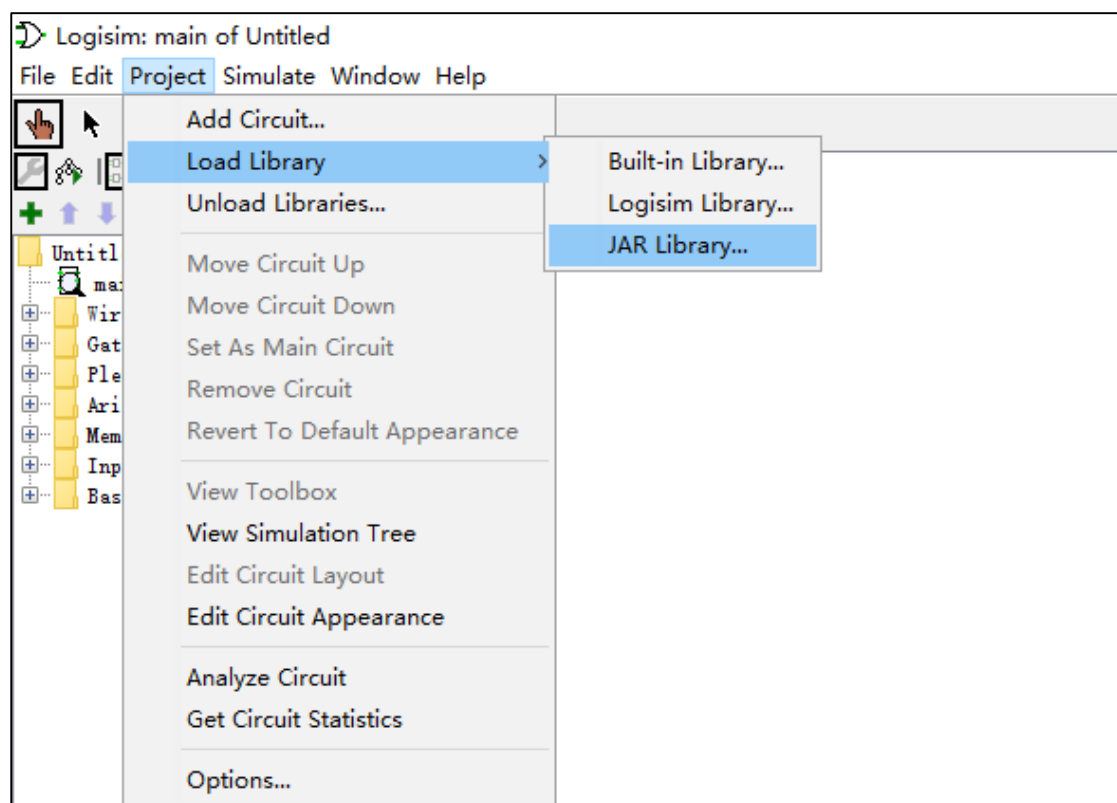 Logisim: main of Untitled
File Edit Project Simulate Window Help
Add Circuit...
Load Library
Unload Libraries...
Move Circuit Up
Move Circuit Down
Set As Main Circuit
Remove Circuit
Revert To Default Appearance
View Toolbox
View Simulation Tree
Edit Circuit Layout
Edit Circuit Appearance
Analyze Circuit
Get Circuit Statistics
Options...
Built-in Library...
Logisim Library...
JAR Library...
Untitl
mai
Wir
Gat
Ple
Ari
Mem
Inp
Bas